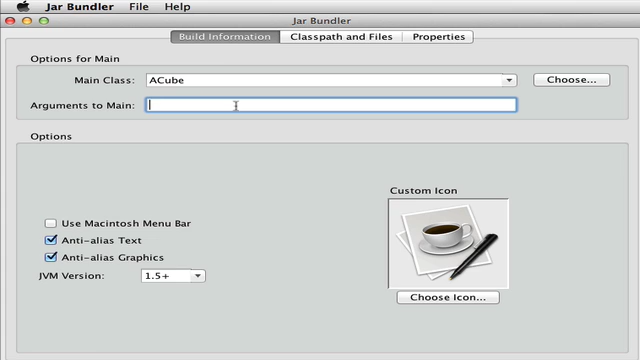 Jar Bundler File Help
Jar Bundler
Build Information Classpath and Files Properties
Options for Main
Main Class: ACube Choose...
Arguments to Main:
Options
Custom Icon
Use Macintosh Menu Bar
Anti-alias Text
Anti-alias Graphics
JVM Version: 1.5+
Choose Icon...